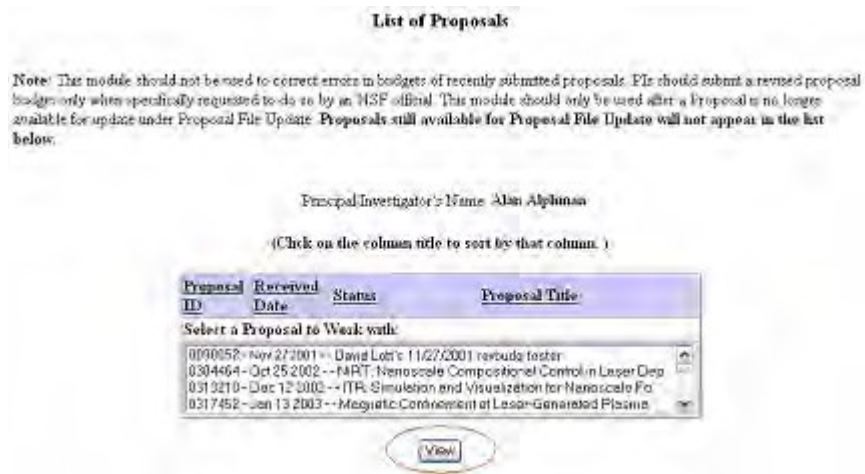 List of Proposals
Note: This module should not be used to correct errors in budgets of recently submitted proposals. PIs should submit a revised proposal
budget only when specifically requested to do so by an NSF official. This module should only be used after a Proposal is no longer
available for update under Proposal File Update. Proposals still available for Proposal File Update will not appear in the list
below.
Principal Investigator's Name: Alan Alphman
(Click on the column title to sort by that column. )
Proposal ID Received Date Status Proposal Title
Select a Proposal to Work with:
0090052 - Nov 27 2001 - - David Lott's 11/27/2001 revbude tester
0304464 - Oct 25 2002 - - NIRT: Nanoscale Compositional Control in Laser Dep
0313210 - Dec 12 2002 - - ITR: Simulation and Visualization for Nanoscale Fo
0317452 - Jan 13 2003 - - Magnetic Confinement of Laser-Generated Plasma
View